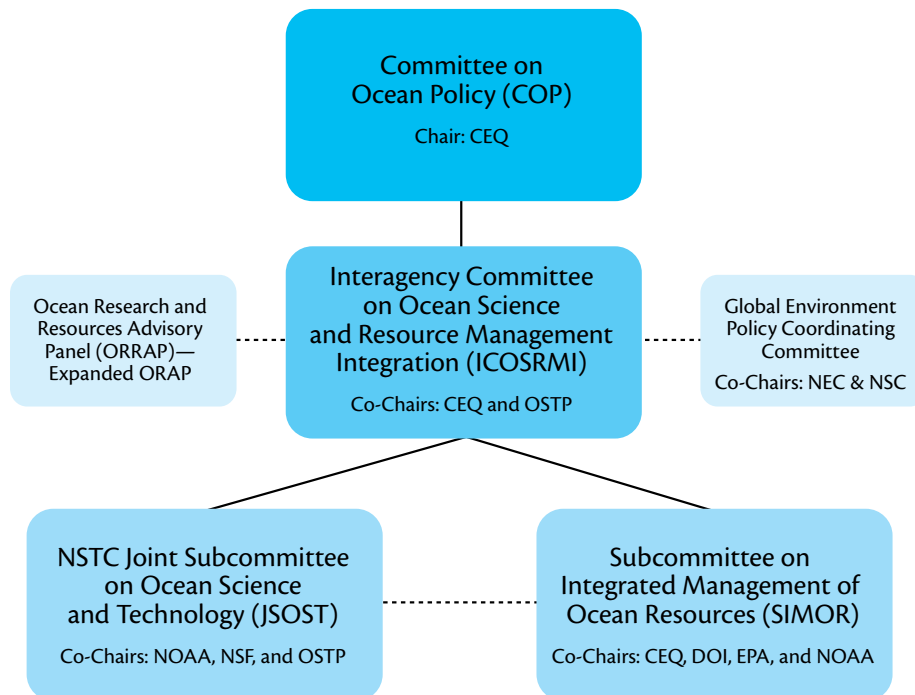 Committee on
Ocean Policy (COP)
Chair: CEQ
Interagency Committee
on Ocean Science
and Resource Management
Integration (ICOSRMI)
Co-Chairs: CEQ and OSTP
Ocean Research and
Resources Advisory
Panel (ORRAP)—
Expanded ORAP
Global Environment
Policy Coordinating
Committee
Co-Chairs: NEC & NSC
NSTC Joint Subcommittee
on Ocean Science
and Technology (JSOST)
Co-Chairs: NOAA, NSF, and OSTP
Subcommittee on
Integrated Management of
Ocean Resources (SIMOR)
Co-Chairs: CEQ, DOI, EPA, and NOAA